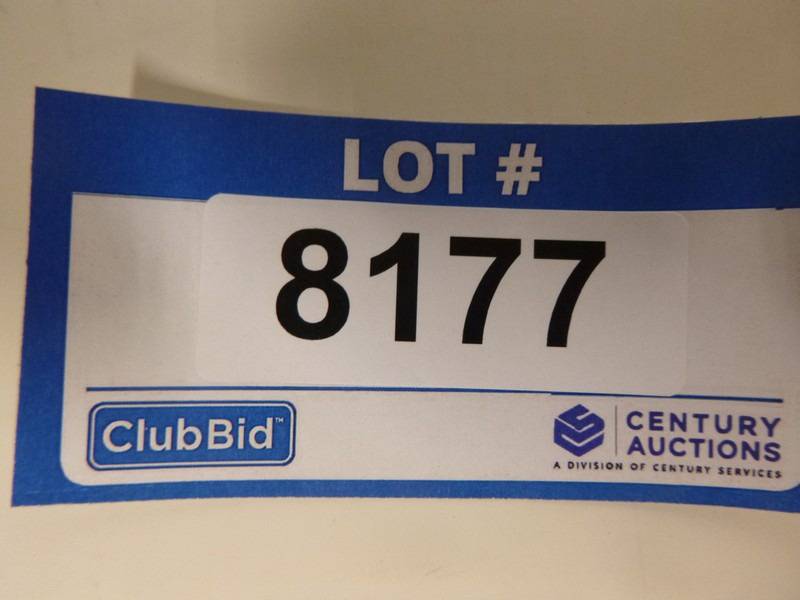 LOT #
8177
ClubBid™
CENTURY
AUCTIONS
A DIVISION OF CENTURY SERVICES